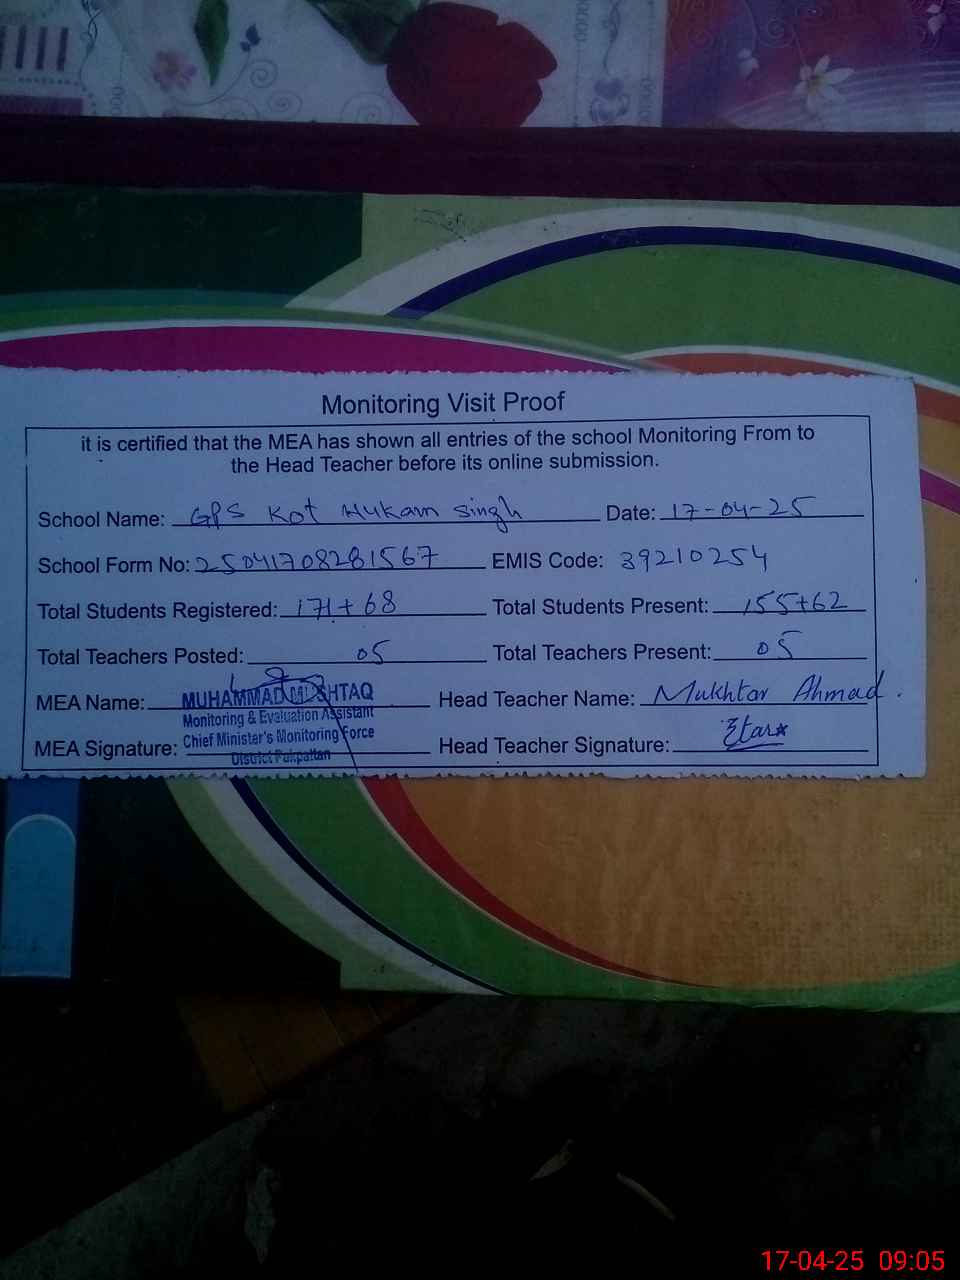 Monitoring Visit Proof
it is certified that the MEA has shown all entries of the school Monitoring From to
the Head Teacher before its online submission.
School Name: GPS Kot Hukam Singh Date: 17-04-25
School Form No: 25041708281567 EMIS Code: 39210254
Total Students Registered: 171+68 Total Students Present: 155+62
Total Teachers Posted: 05 Total Teachers Present: 05
MEA Name: MUHAMMAD MUSHTAQ Head Teacher Name: Mukhtar Ahmad.
Monitoring & Evaluation Assistant
MEA Signature: Chief Minister's Monitoring Force Head Teacher Signature:
District Pakpattan
17-04-25 09:05